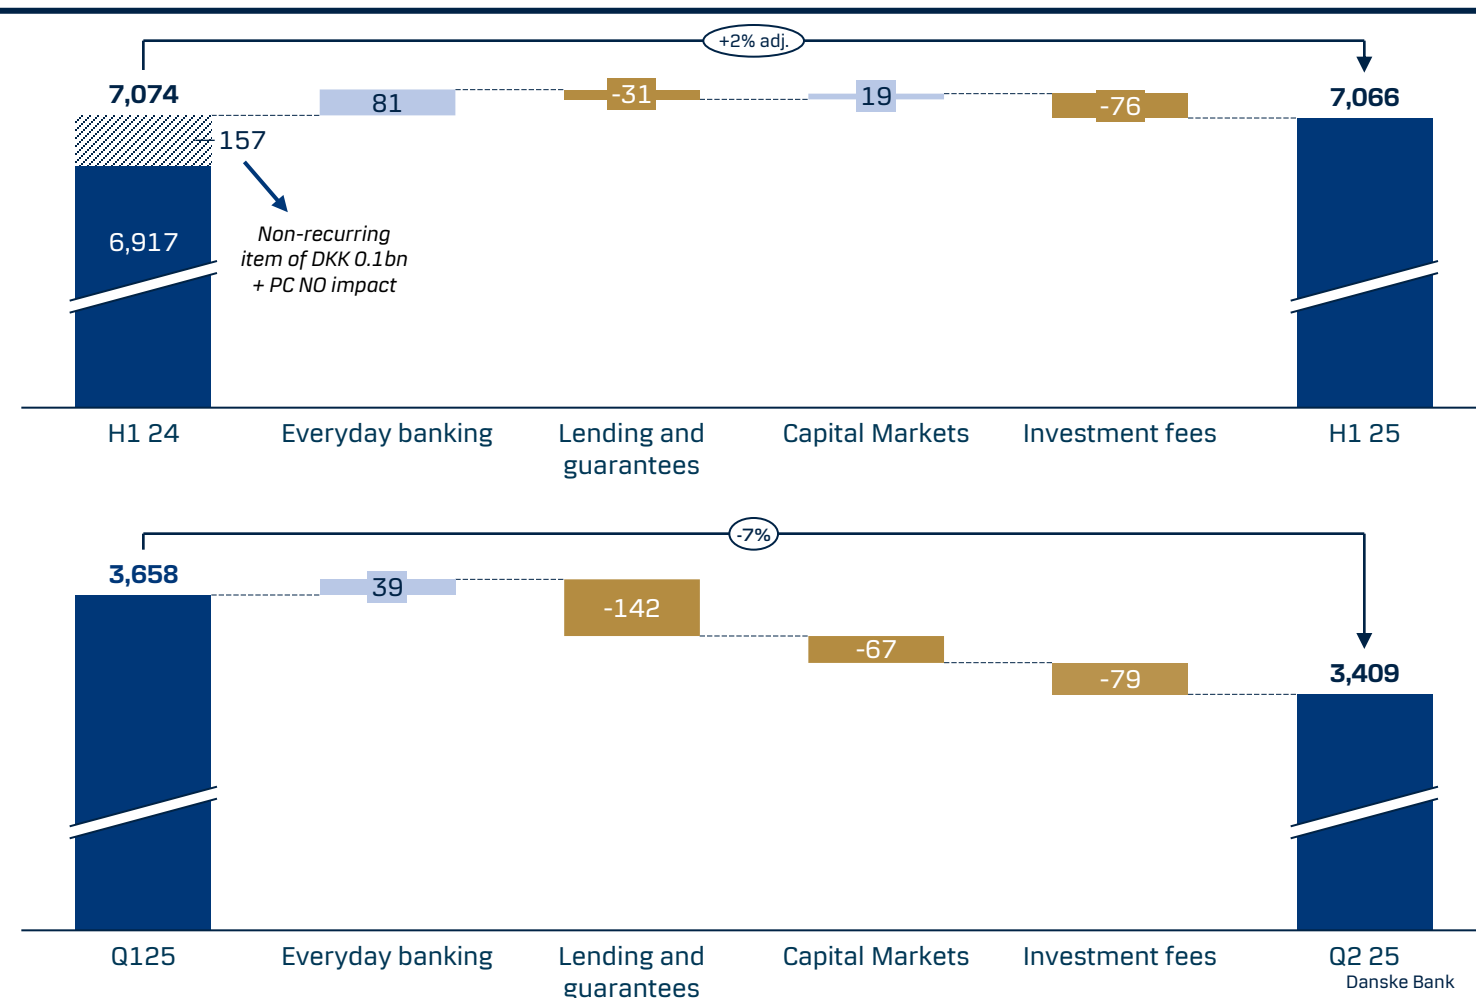 +2% adj.
7,074
81
-31
19
-76
7,066
157
6,917
Non-recurring
item of DKK 0.1bn
+ PC NO impact
H1 24
Everyday banking
Lending and
guarantees
Capital Markets
Investment fees
H1 25
-7%
3,658
39
-142
-67
-79
3,409
Q125
Everyday banking
Lending and
guarantees
Capital Markets
Investment fees
Q2 25
Danske Bank